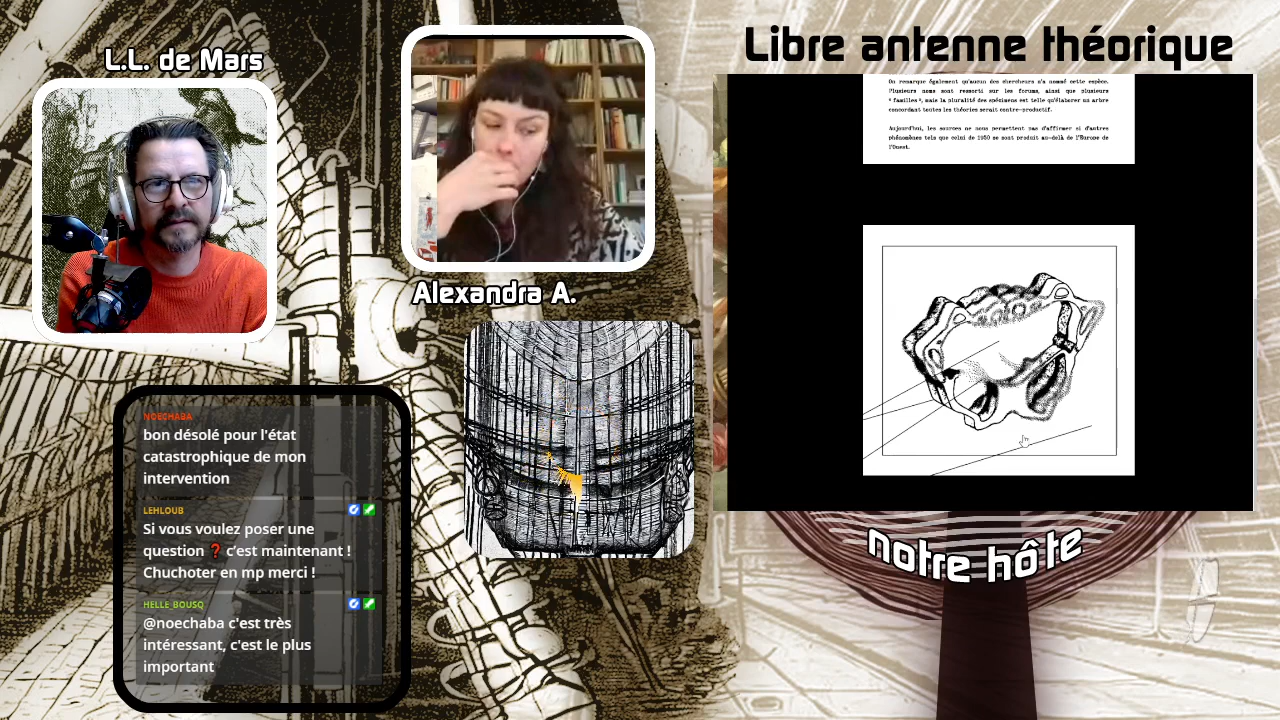 L.L. de Mars
Libre antenne théorique
On remarque également qu'aucun des chercheurs n'a nommé cette espèce.
Plusieurs noms sont ressorti sur les forums, ainsi que plusieurs
" familles ", mais la pluralité des spécimens est telle qu'élaborer un arbre
concordant toutes les théories serait contre-productif.
Aujourd'hui, les sources ne nous permettent pas d'affirmer si d'autres
phénomènes tels que celui de 1950 se sont produit au-delà de l'Europe de
l'Ouest.
Alexandra A.
NOECHABA
bon désolé pour l'état
catastrophique de mon
intervention
LEHLOUB
Si vous voulez poser une
question ❓ c'est maintenant !
Chuchoter en mp merci !
HELLE_BOUSQ
@noechaba c'est très
intéressant, c'est le plus
important
notre hôte